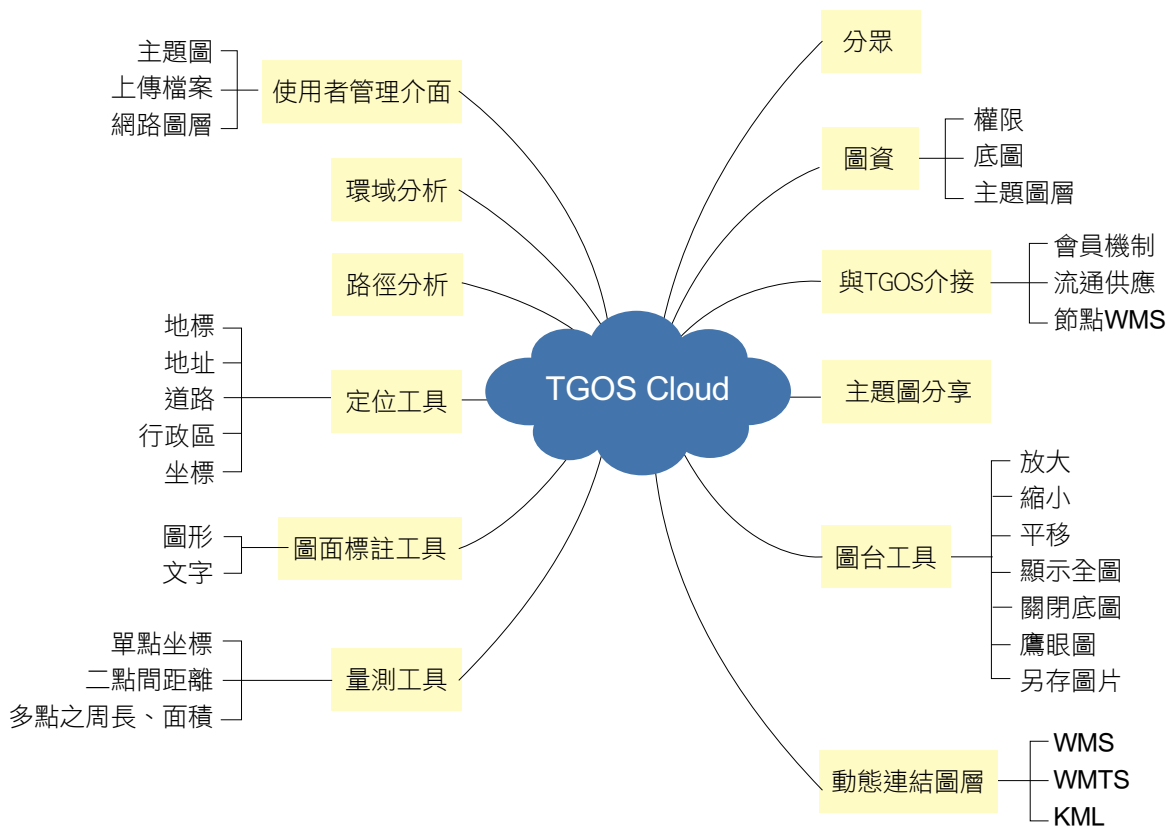 主題圖
上傳檔案
網路圖層
使用者管理介面
環域分析
路徑分析
地標
地址
道路
行政區
坐標
定位工具
圖形
文字
圖面標註工具
單點坐標
二點間距離
多點之周長、面積
量測工具
TGOS Cloud
分眾
圖資
權限
底圖
主題圖層
與TGOS介接
會員機制
流通供應
節點WMS
主題圖分享
圖台工具
放大
縮小
平移
顯示全圖
關閉底圖
鷹眼圖
另存圖片
動態連結圖層
WMS
WMTS
KML